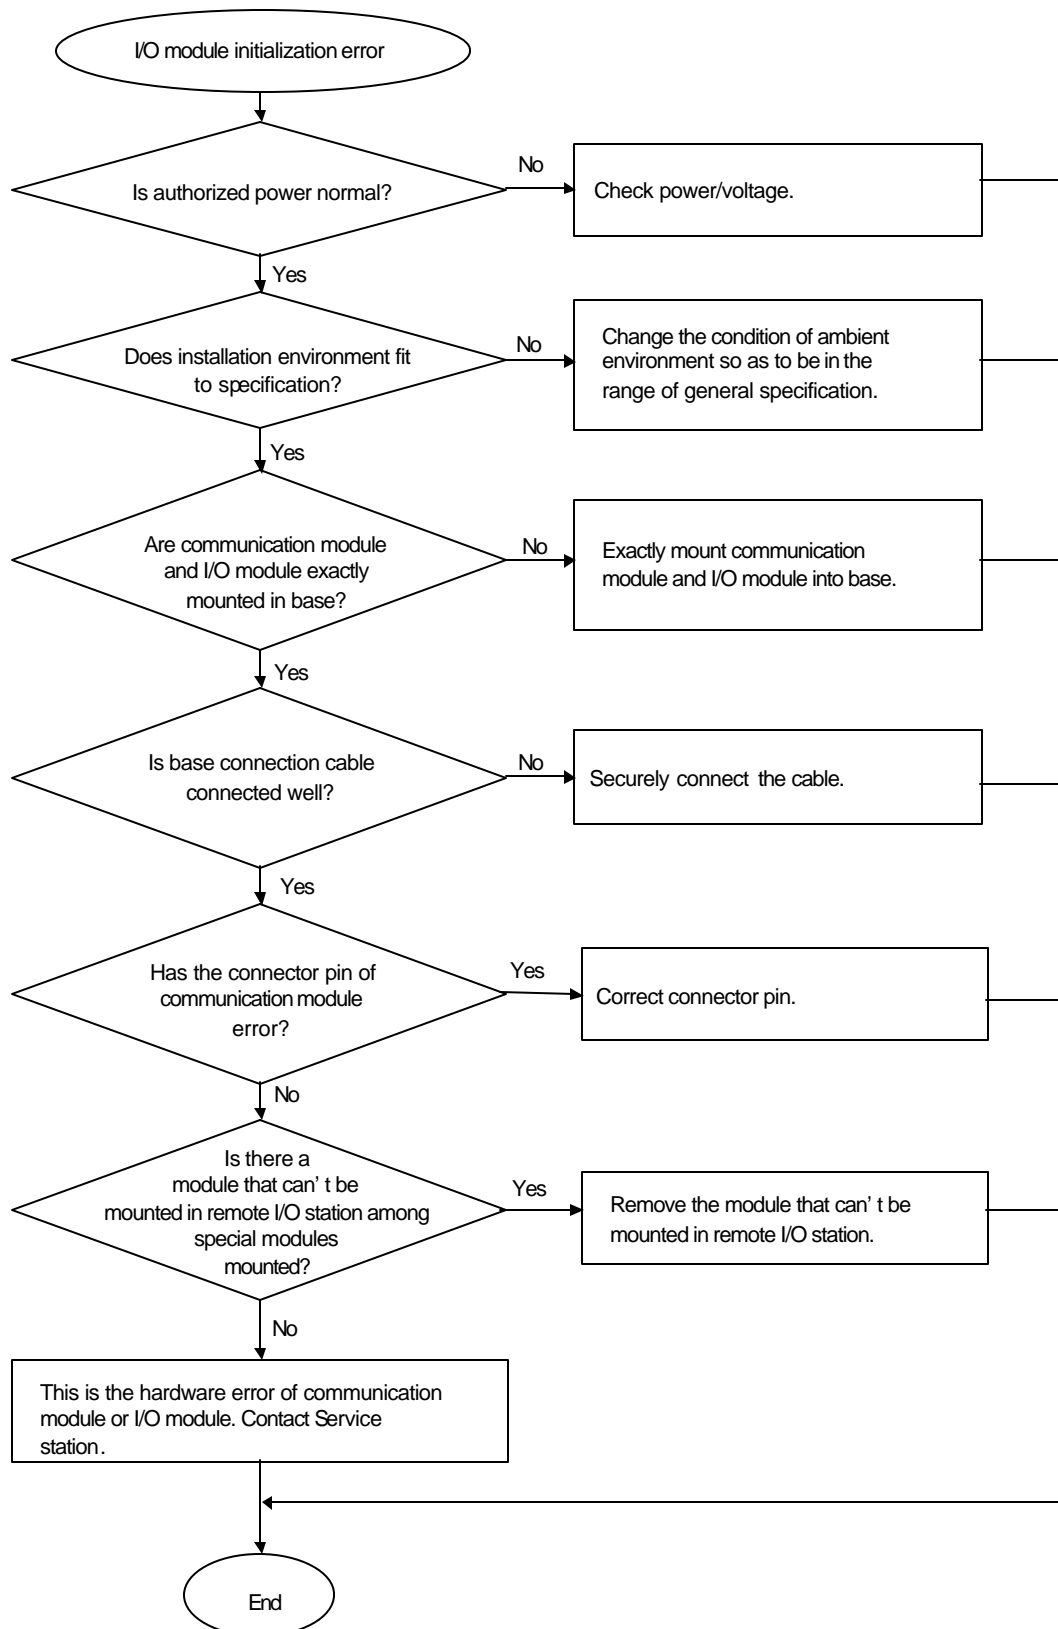 I/O module initialization error
Is authorized power normal?
No
Check power/voltage.
Yes
Does installation environment fit
to specification?
No
Change the condition of ambient
environment so as to be in the
range of general specification.
Yes
Are communication module
and I/O module exactly
mounted in base?
No
Exactly mount communication
module and I/O module into base.
Yes
Is base connection cable
connected well?
No
Securely connect the cable.
Yes
Has the connector pin of
communication module
error?
Yes
Correct connector pin.
No
Is there a
module that can' t be
mounted in remote I/O station among
special modules
mounted?
Yes
Remove the module that can' t be
mounted in remote I/O station.
No
This is the hardware error of communication
module or I/O module. Contact Service
station.
End